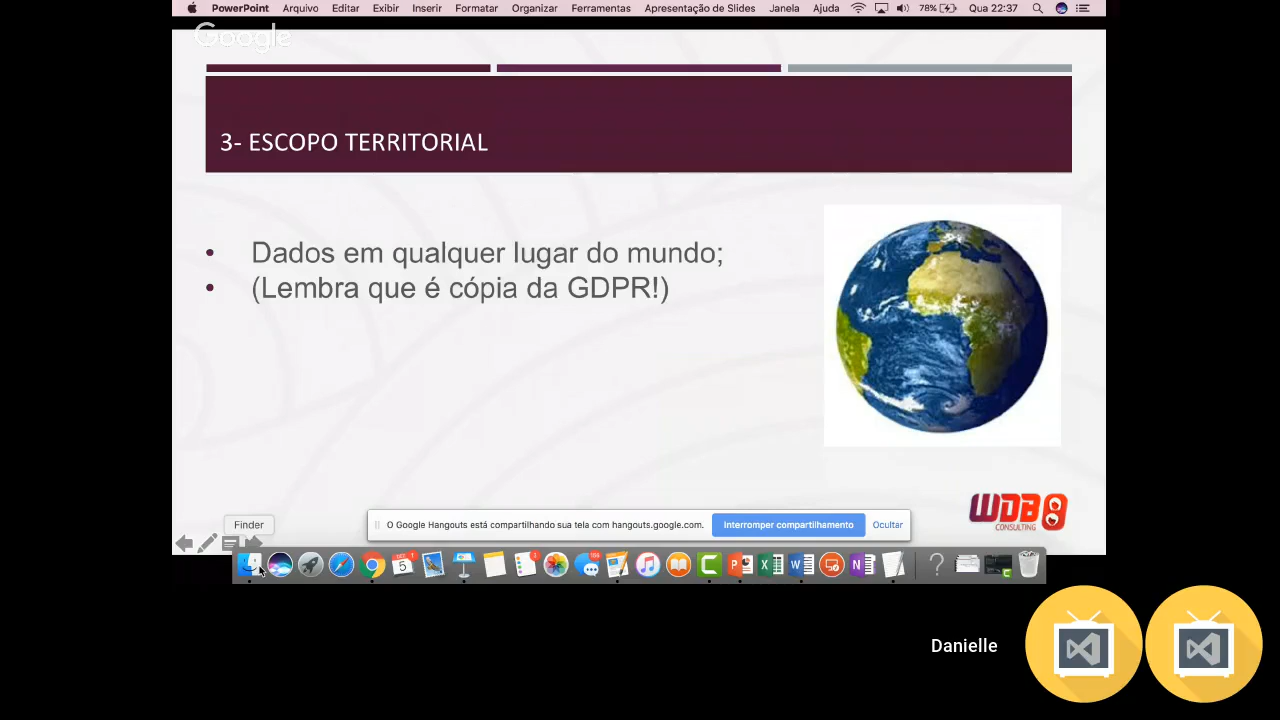 PowerPoint Arquivo Editar Exibir Inserir Formatar Organizar Ferramentas Apresentação de Slides Janela Ajuda 78% Qua 22:37
Google
3- ESCOPO TERRITORIAL
• Dados em qualquer lugar do mundo;
• (Lembra que é cópia da GDPR!)
WDB8
CONSULTING
Finder
O Google Hangouts está compartilhando sua tela com hangouts.google.com. Interromper compartilhamento Ocultar
5
Danielle